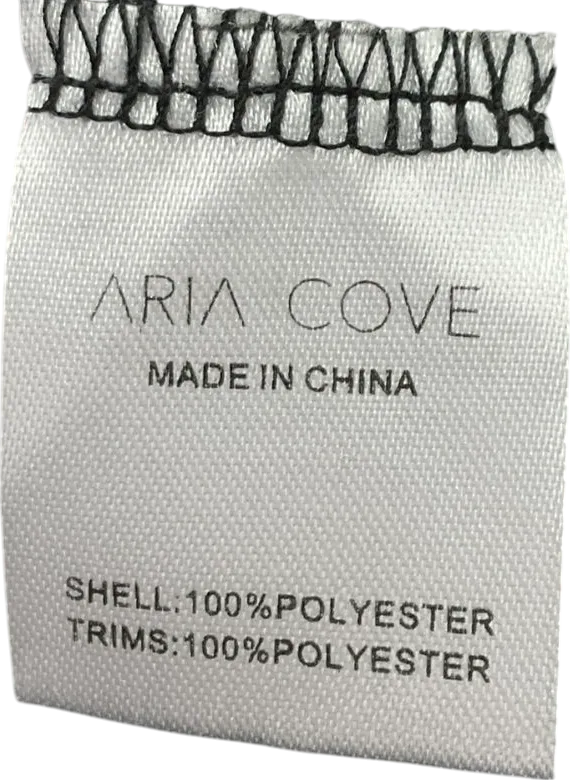 ARIA COVE
MADE IN CHINA
SHELL:100%POLYESTER
TRIMS:100%POLYESTER